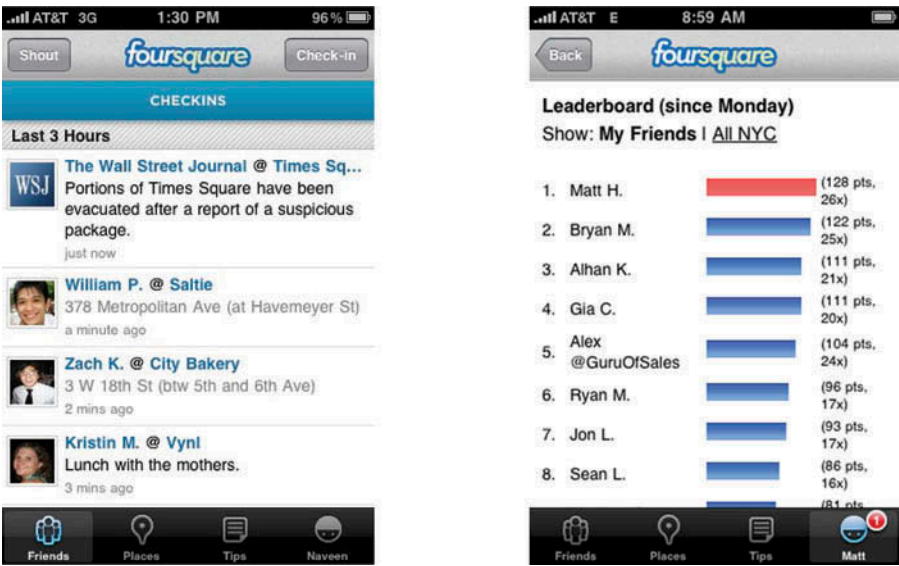 AT&T 3G 1:30 PM 96%
Shout foursquare Check-in
CHECKINS
Last 3 Hours
WSJ
The Wall Street Journal @ Times Sq...
Portions of Times Square have been
evacuated after a report of a suspicious
package.
just now
William P. @ Saltie
378 Metropolitan Ave (at Havemeyer St)
a minute ago
Zach K. @ City Bakery
3 W 18th St (btw 5th and 6th Ave)
2 mins ago
Kristin M. @ Vynl
Lunch with the mothers.
3 mins ago
Friends Places Tips Naveen
AT&T E 8:59 AM
Back foursquare
Leaderboard (since Monday)
Show: My Friends | All NYC
1. Matt H. (128 pts,
26x)
2. Bryan M. (122 pts,
25x)
3. Alhan K. (111 pts,
21x)
4. Gia C. (111 pts,
20x)
5. Alex
@GuruOfSales (104 pts,
24x)
6. Ryan M. (96 pts,
17x)
7. Jon L. (93 pts,
17x)
8. Sean L. (86 pts,
16x)
(81 pts,
Friends Places Tips Matt 1